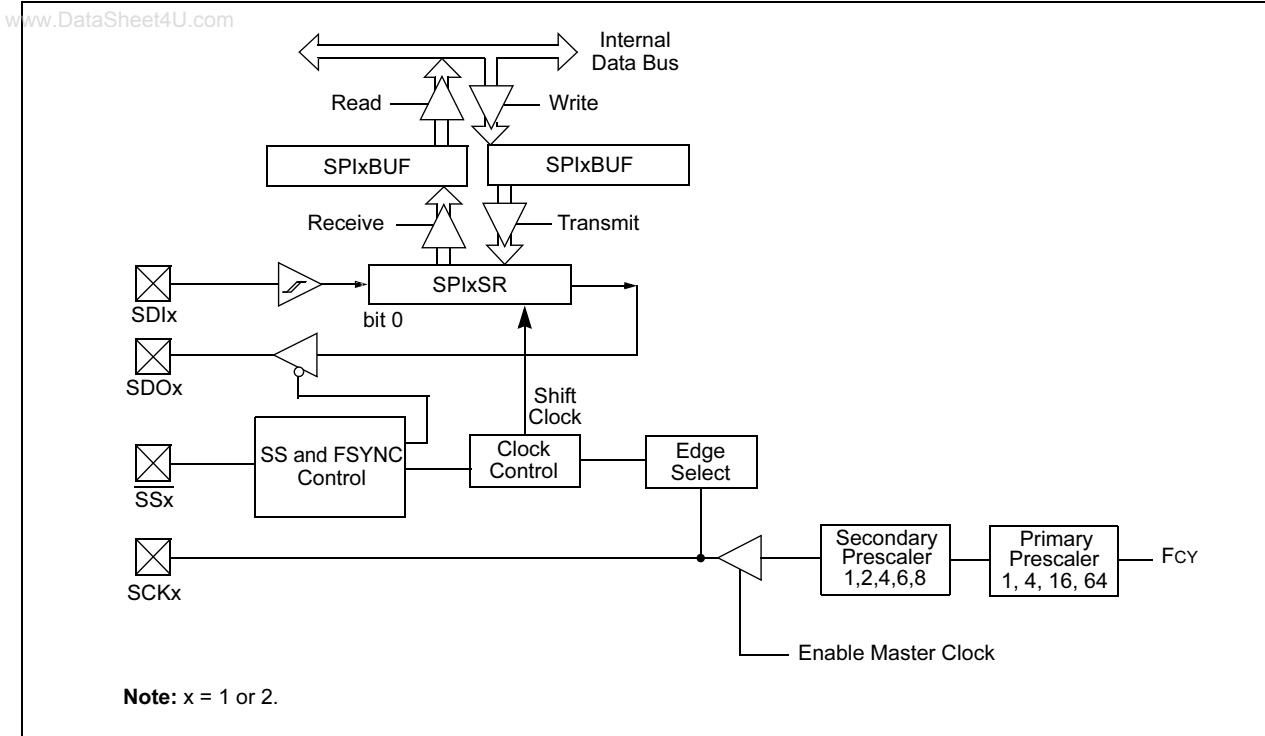 www.DataSheet4U.com
Internal
Data Bus
Read
Write
SPIxBUF
SPIxBUF
Receive
Transmit
SPIxSR
SDIx
bit 0
SDOx
Shift
Clock
SS and FSYNC
Control
Clock
Control
Edge
Select
SSx
Secondary
Prescaler
1,2,4,6,8
Primary
Prescaler
1, 4, 16, 64
FCY
SCKx
Enable Master Clock
Note: x = 1 or 2.